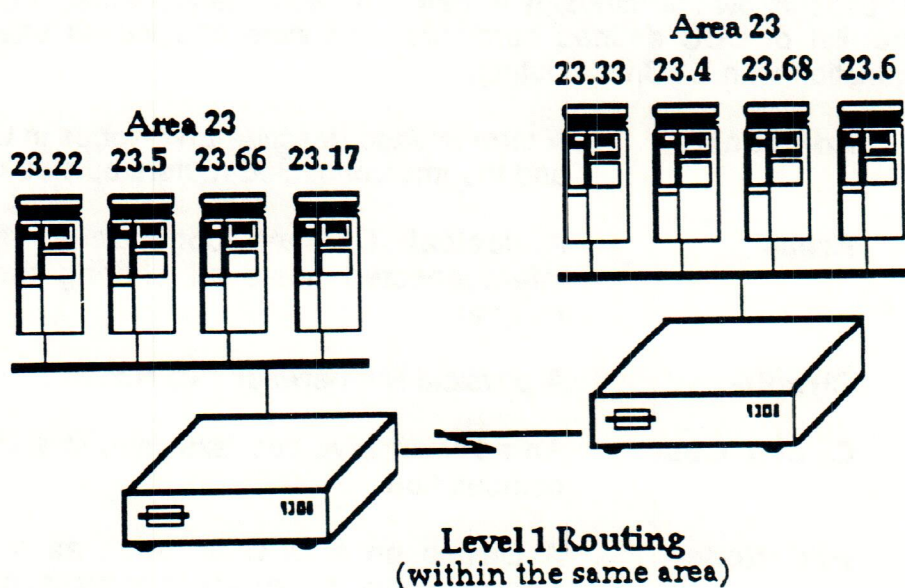 Area 23
23.33 23.4 23.68 23.6
Area 23
23.22 23.5 23.66 23.17
Level 1 Routing
(within the same area)